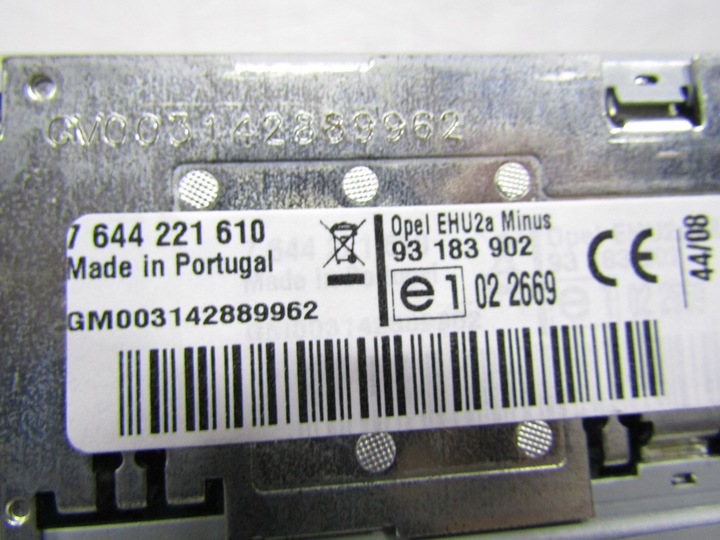 GM003142889962
7 644 221 610
Made in Portugal
GM003142889962
Opel EHU2a Minus
93 183 902
e1 02 2669
CE
44/08